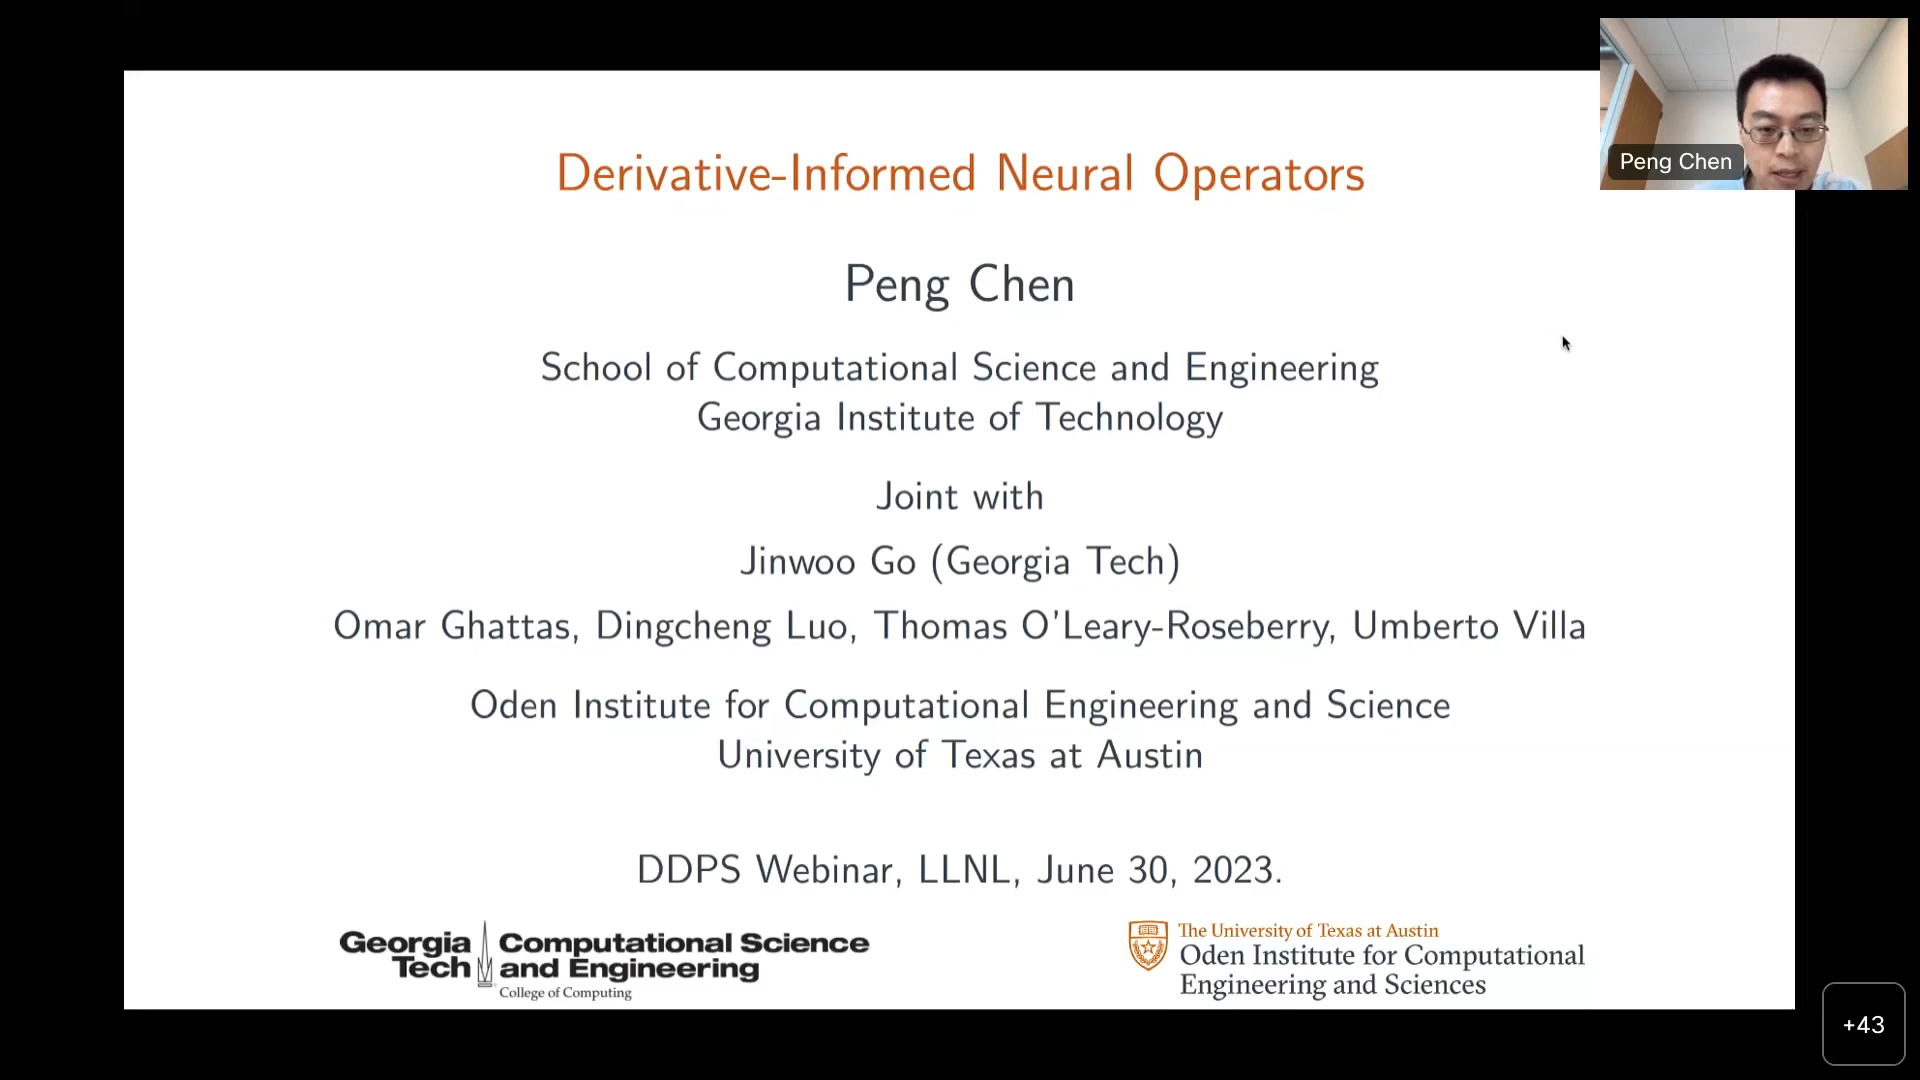 Derivative-Informed Neural Operators
Peng Chen
Peng Chen
School of Computational Science and Engineering
Georgia Institute of Technology
Joint with
Jinwoo Go (Georgia Tech)
Omar Ghattas, Dingcheng Luo, Thomas O'Leary-Roseberry, Umberto Villa
Oden Institute for Computational Engineering and Science
University of Texas at Austin
DDPS Webinar, LLNL, June 30, 2023.
Georgia
Tech
Computational Science
and Engineering
College of Computing
The University of Texas at Austin
Oden Institute for Computational
Engineering and Sciences
+43